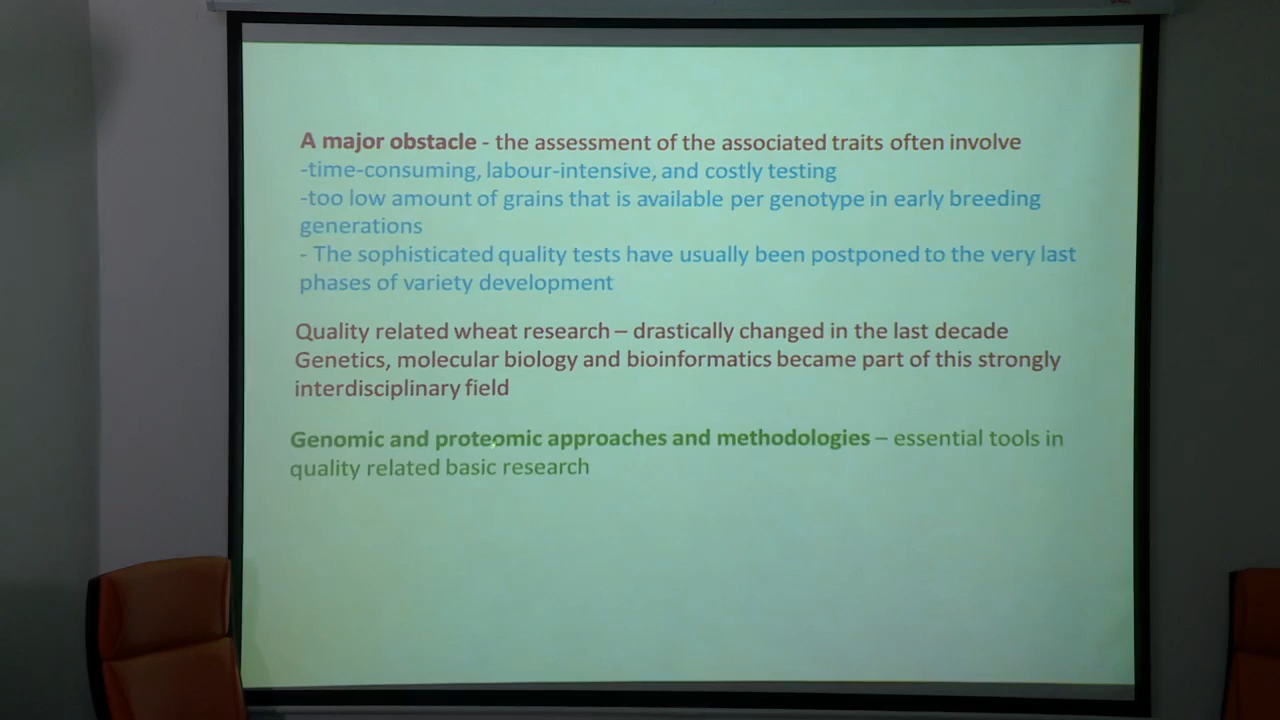 A major obstacle - the assessment of the associated traits often involve
-time-consuming, labour-intensive, and costly testing
-too low amount of grains that is available per genotype in early breeding
generations
- The sophisticated quality tests have usually been postponed to the very last
phases of variety development
Quality related wheat research – drastically changed in the last decade
Genetics, molecular biology and bioinformatics became part of this strongly
interdisciplinary field
Genomic and proteomic approaches and methodologies – essential tools in
quality related basic research